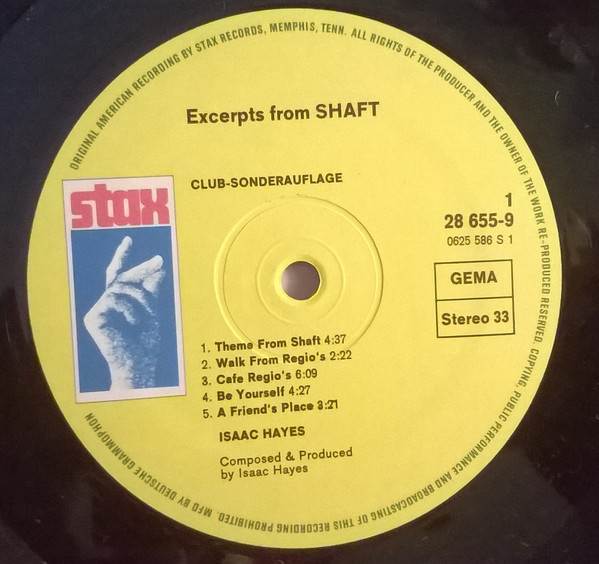 ORIGINAL AMERICAN RECORDING BY STAX RECORDS, MEMPHIS, TENN. ALL RIGHTS OF THE PRODUCER AND THE OWNER OF THE WORK RE-PRODUCED RESERVED. COPYING, PUBLIC PERFORMANCE AND BROADCASTING OF THIS RECORDING PROHIBITED. MFD BY DEUTSCHE GRAMMOPHON
Excerpts from SHAFT
CLUB-SONDERAUFLAGE
stax
1
28 655-9
0625 586 S 1
GEMA
Stereo 33
1. Theme From Shaft 4:37
2. Walk From Regio's 2:22
3. Cafe Regio's 6:09
4. Be Yourself 4:27
5. A Friend's Place 3:21
ISAAC HAYES
Composed & Produced
by Isaac Hayes